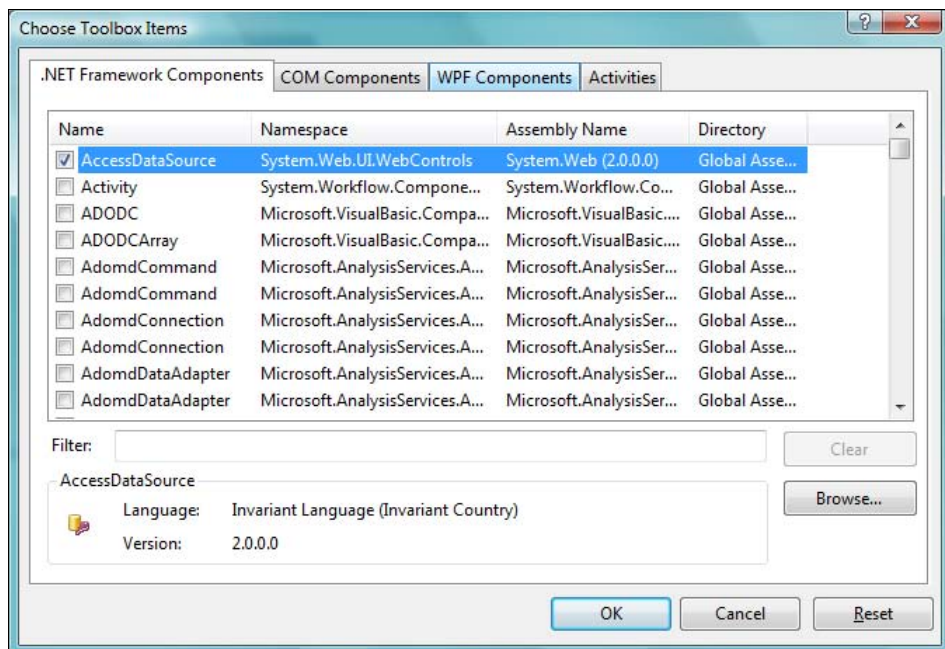 Choose Toolbox Items
.NET Framework Components COM Components WPF Components Activities
Name Namespace Assembly Name Directory
AccessDataSource System.Web.UI.WebControls System.Web (2.0.0.0) Global Asse...
Activity System.Workflow.Compone... System.Workflow.Co... Global Asse...
ADODC Microsoft.VisualBasic.Compa... Microsoft.VisualBasic.... Global Asse...
ADODCArray Microsoft.VisualBasic.Compa... Microsoft.VisualBasic.... Global Asse...
AdomdCommand Microsoft.AnalysisServices.A... Microsoft.AnalysisSer... Global Asse...
AdomdCommand Microsoft.AnalysisServices.A... Microsoft.AnalysisSer... Global Asse...
AdomdConnection Microsoft.AnalysisServices.A... Microsoft.AnalysisSer... Global Asse...
AdomdConnection Microsoft.AnalysisServices.A... Microsoft.AnalysisSer... Global Asse...
AdomdDataAdapter Microsoft.AnalysisServices.A... Microsoft.AnalysisSer... Global Asse...
AdomdDataAdapter Microsoft.AnalysisServices.A... Microsoft.AnalysisSer... Global Asse...
Filter: Clear
AccessDataSource
Language: Invariant Language (Invariant Country) Browse...
Version: 2.0.0.0
OK Cancel Reset